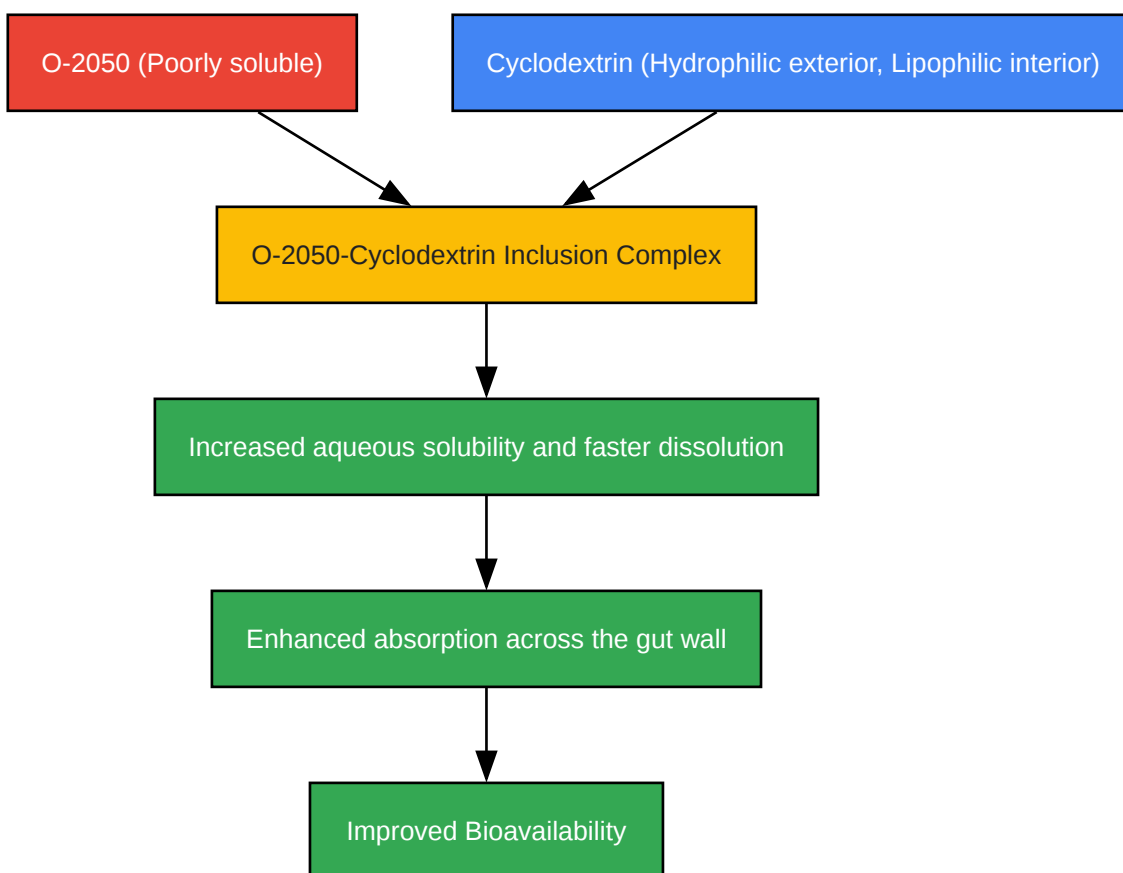 O-2050 (Poorly soluble)
Cyclodextrin (Hydrophilic exterior, Lipophilic interior)
O-2050-Cyclodextrin Inclusion Complex
Increased aqueous solubility and faster dissolution
Enhanced absorption across the gut wall
Improved Bioavailability